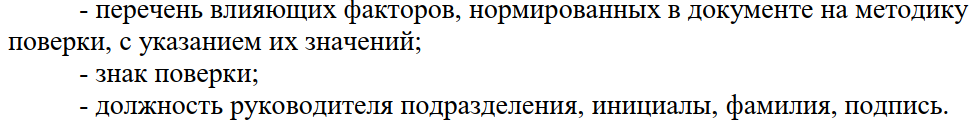 - перечень влияющих факторов, нормированных в документе на методику
поверки, с указанием их значений;
- знак поверки;
- должность руководителя подразделения, инициалы, фамилия, подпись.